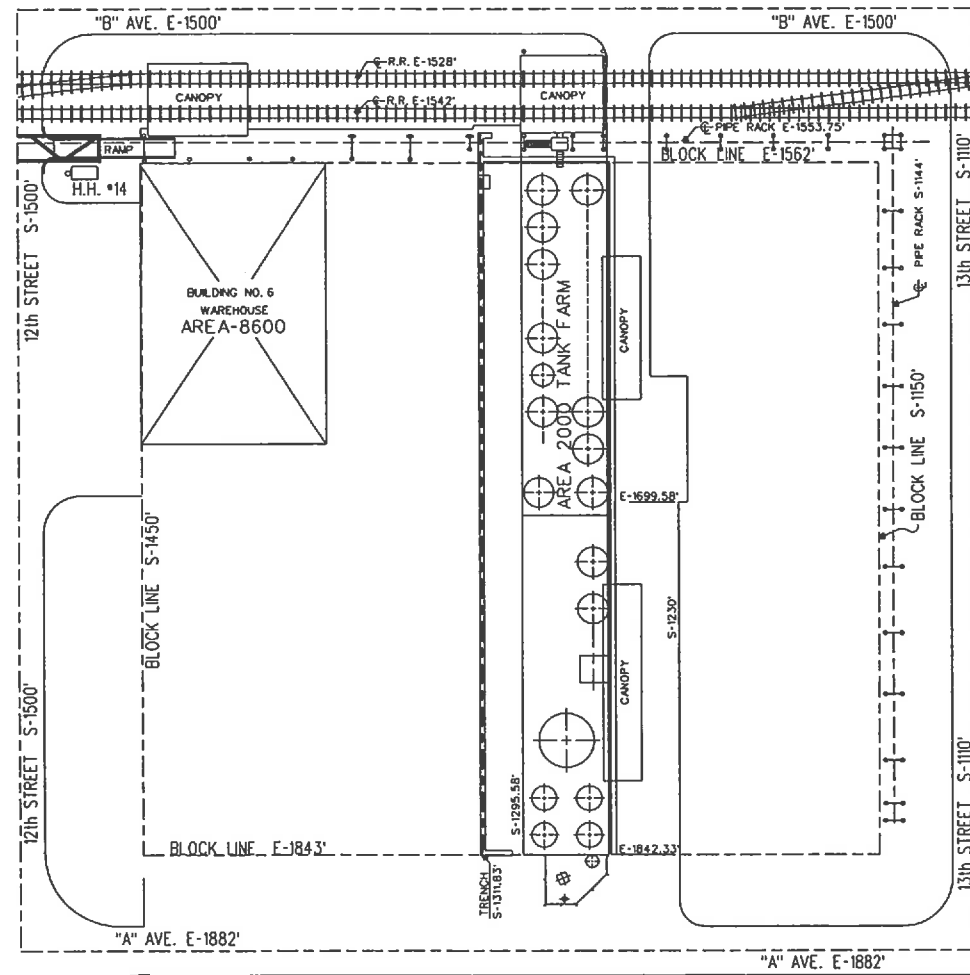 "B" AVE. E-1500'
"B" AVE. E-1500'
℄ R.R. E-1528'
CANOPY
CANOPY
℄ R.R. E-1542'
℄ PIPE RACK E-1553.75'
RAMP
BLOCK LINE E-1562'
H.H. #14
12th STREET S-1500'
13th STREET S-1110'
℄ PIPE RACK S-1144'
BUILDING NO. 6
WAREHOUSE
AREA-8600
AREA 2000 TANK FARM
CANOPY
BLOCK LINE S-1150'
E-1699.58'
BLOCK LINE S-1450'
S-1230'
CANOPY
12th STREET S-1500'
13th STREET S-1110'
S-1295.58'
BLOCK LINE E-1843'
E-1842.33'
TRENCH
S-1311.83'
"A" AVE. E-1882'
"A" AVE. E-1882'